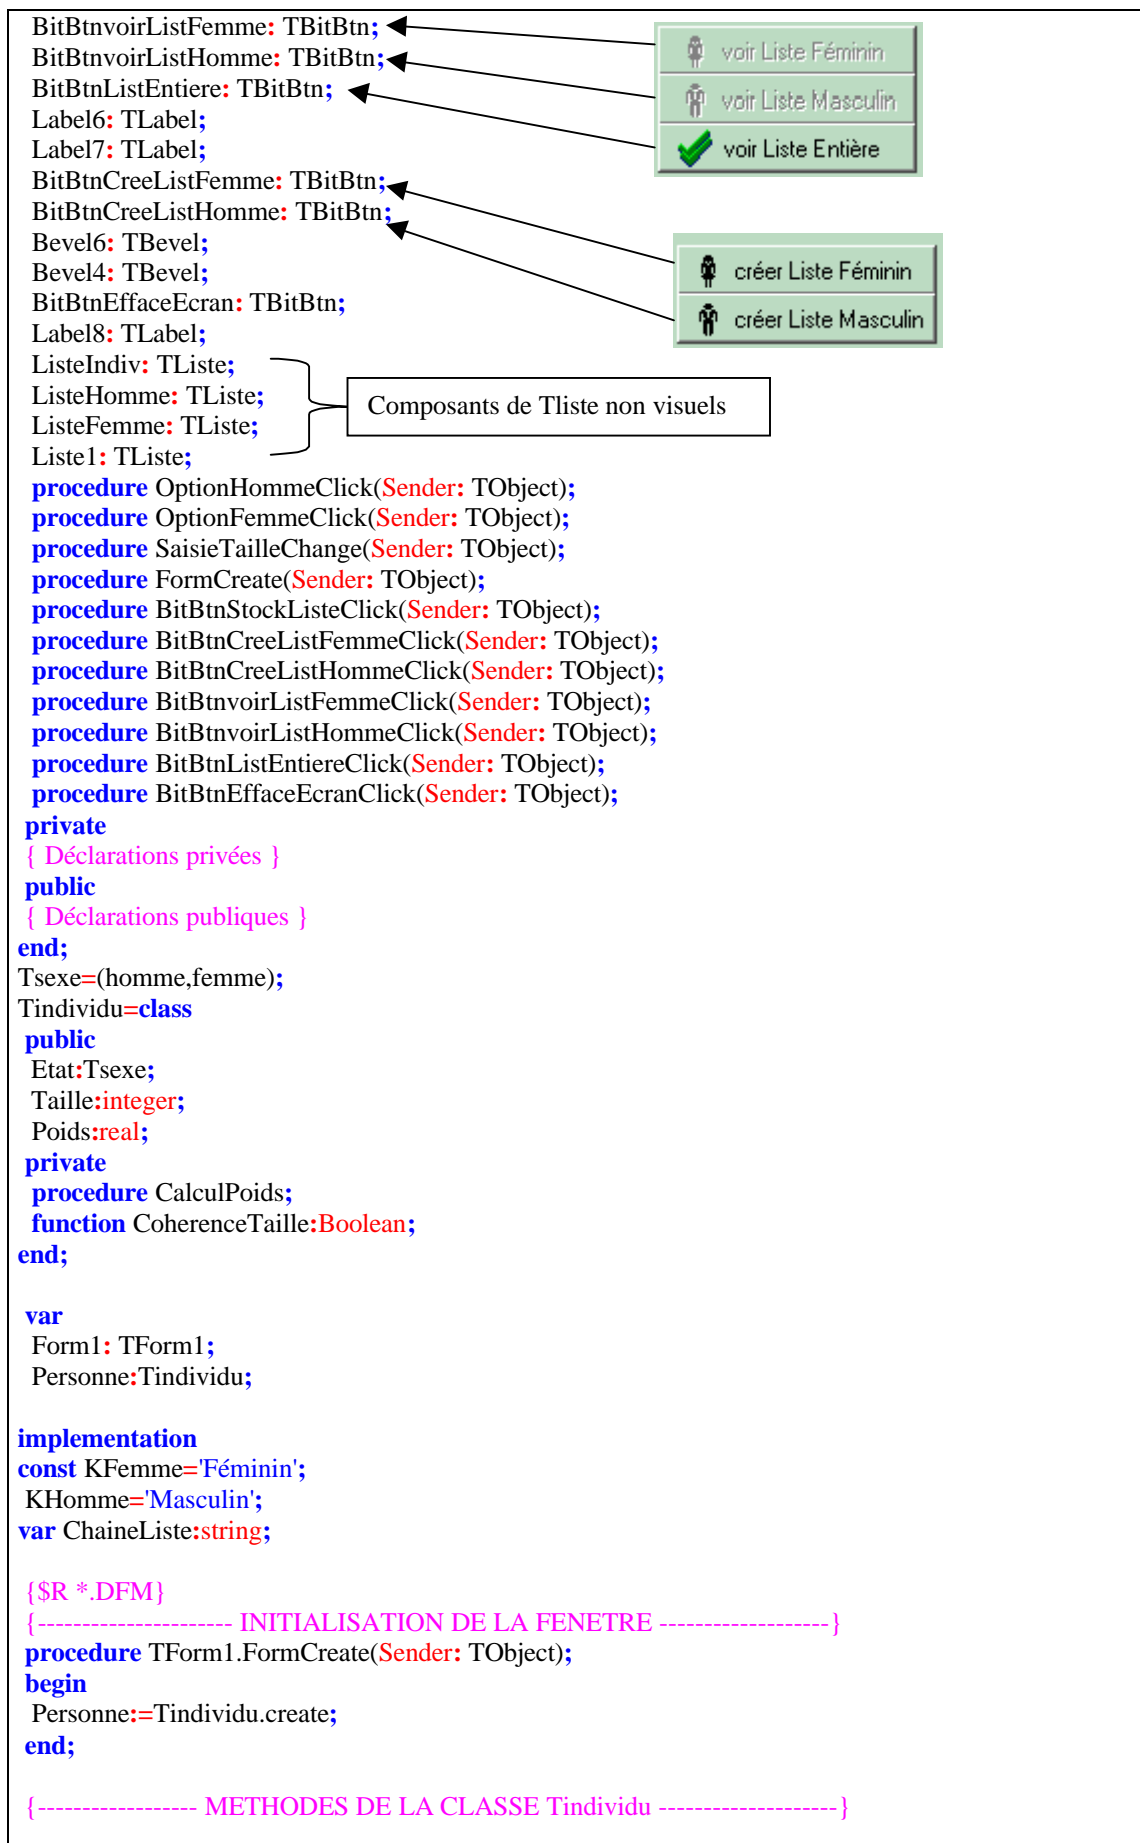 BitBtnvoirListFemme: TBitBtn;
BitBtnvoirListHomme: TBitBtn;
BitBtnListEntiere: TBitBtn;
Label6: TLabel;
Label7: TLabel;
BitBtnCreeListFemme: TBitBtn;
BitBtnCreeListHomme: TBitBtn;
Bevel6: TBevel;
Bevel4: TBevel;
BitBtnEffaceEcran: TBitBtn;
Label8: TLabel;
ListeIndiv: TListe;
ListeHomme: TListe;
ListeFemme: TListe;
Liste1: TListe;
voir Liste Féminin
voir Liste Masculin
voir Liste Entière
créer Liste Féminin
créer Liste Masculin
Composants de Tliste non visuels
procedure OptionHommeClick(Sender: TObject);
procedure OptionFemmeClick(Sender: TObject);
procedure SaisieTailleChange(Sender: TObject);
procedure FormCreate(Sender: TObject);
procedure BitBtnStockListeClick(Sender: TObject);
procedure BitBtnCreeListFemmeClick(Sender: TObject);
procedure BitBtnCreeListHommeClick(Sender: TObject);
procedure BitBtnvoirListFemmeClick(Sender: TObject);
procedure BitBtnvoirListHommeClick(Sender: TObject);
procedure BitBtnListEntiereClick(Sender: TObject);
procedure BitBtnEffaceEcranClick(Sender: TObject);
private
{ Déclarations privées }
public
{ Déclarations publiques }
end;
Tsexe=(homme,femme);
Tindividu=class
public
Etat:Tsexe;
Taille:integer;
Poids:real;
private
procedure CalculPoids;
function CoherenceTaille:Boolean;
end;
var
Form1: TForm1;
Personne:Tindividu;
implementation
const KFemme='Féminin';
KHomme='Masculin';
var ChaineListe:string;
{$R *.DFM}
{---------------------- INITIALISATION DE LA FENETRE -------------------}
procedure TForm1.FormCreate(Sender: TObject);
begin
Personne:=Tindividu.create;
end;
{------------------ METHODES DE LA CLASSE Tindividu --------------------}